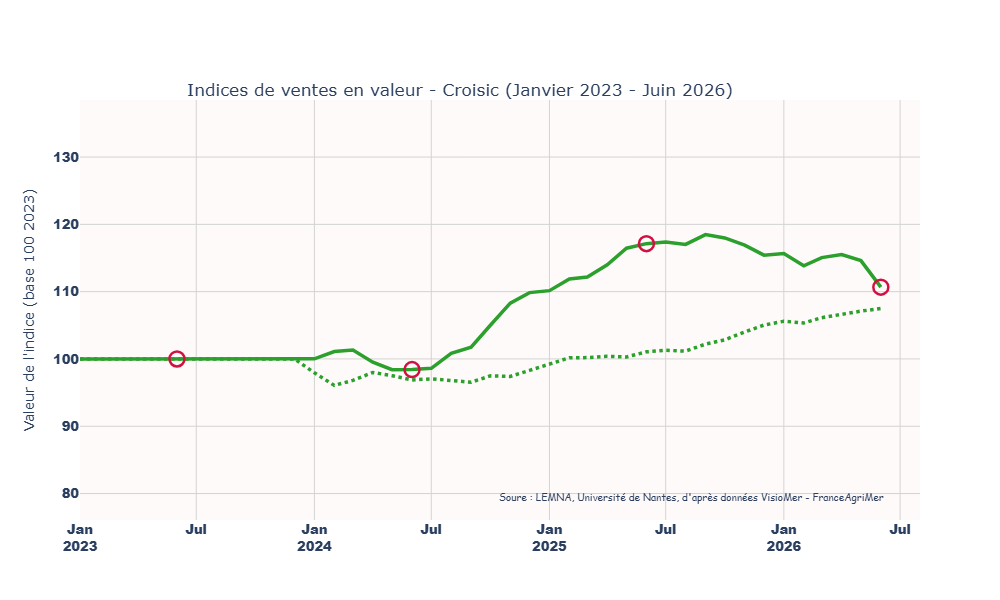 Indices de ventes en valeur - Croisic (Janvier 2023 - Juin 2026)
Valeur de l'indice (base 100 2023)
130
120
110
100
90
80
Soure : LEMNA, Université de Nantes, d'après données VisioMer - FranceAgriMer
Jan Jul Jan Jul Jan Jul Jan Jul
2023 2024 2025 2026